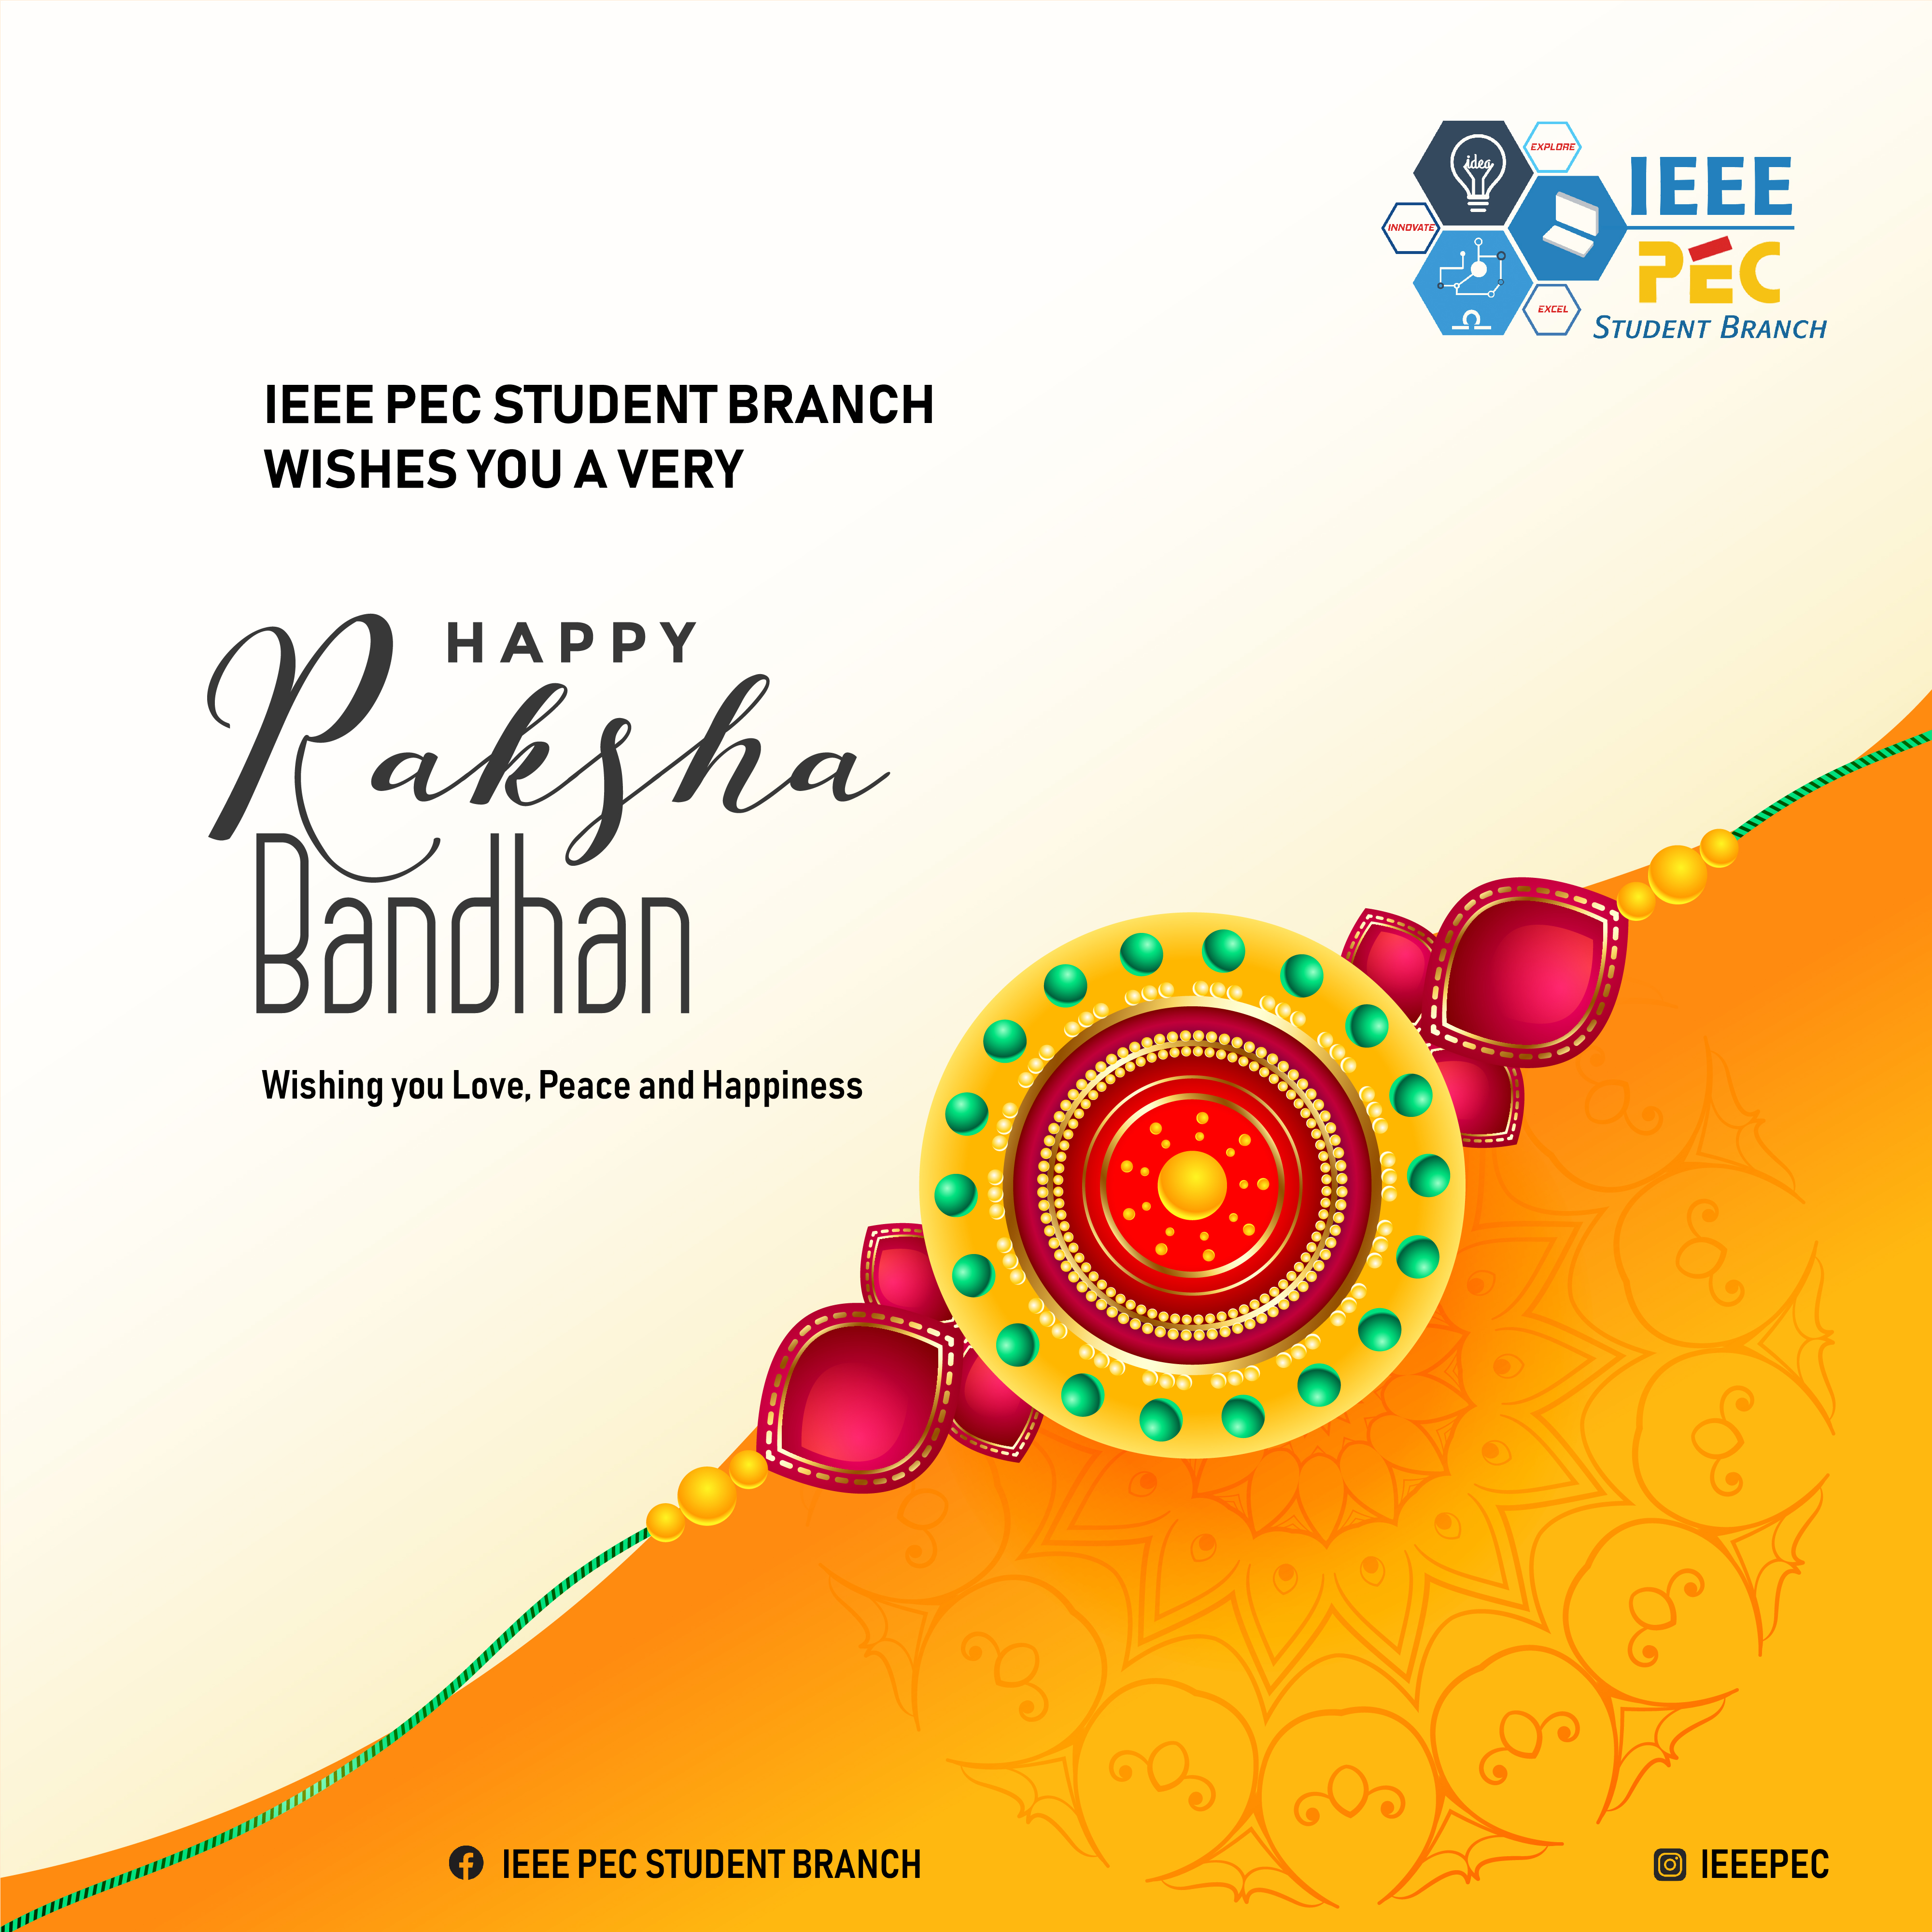 idea
EXPLORE
INNOVATE
EXCEL
IEEE
PEC
STUDENT BRANCH
IEEE PEC STUDENT BRANCH
WISHES YOU A VERY
HAPPY
Raksha
Bandhan
Wishing you Love, Peace and Happiness
IEEE PEC STUDENT BRANCH
IEEEPEC